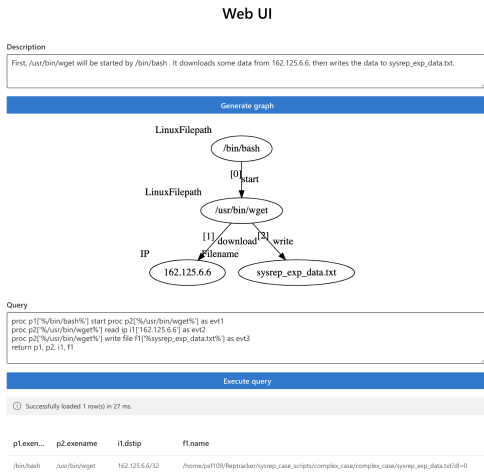 Web UI
Description
First, /usr/bin/wget will be started by /bin/bash . It downloads some data from 162.125.6.6, then writes the data to sysrep_exp_data.txt.
Generate graph
LinuxFilepath
/bin/bash
[0] start
LinuxFilepath
/usr/bin/wget
[1] download [2] write
IP Filename
162.125.6.6 sysrep_exp_data.txt
Query
proc p1['%/bin/bash%'] start proc p2['%/usr/bin/wget%'] as evt1
proc p2['%/usr/bin/wget%'] read ip i1['162.125.6.6'] as evt2
proc p2['%/usr/bin/wget%'] write file f1['%sysrep_exp_data.txt%'] as evt3
return p1, p2, i1, f1
Execute query
Successfully loaded 1 row(s) in 27 ms.
p1.exen... p2.exename i1.dstip f1.name
/bin/bash /usr/bin/wget 162.125.6.6/32 /home/pxf109/Reptracker/sysrep_case_scripts/complex_case/complex_case/sysrep_exp_data.txt?dl=0